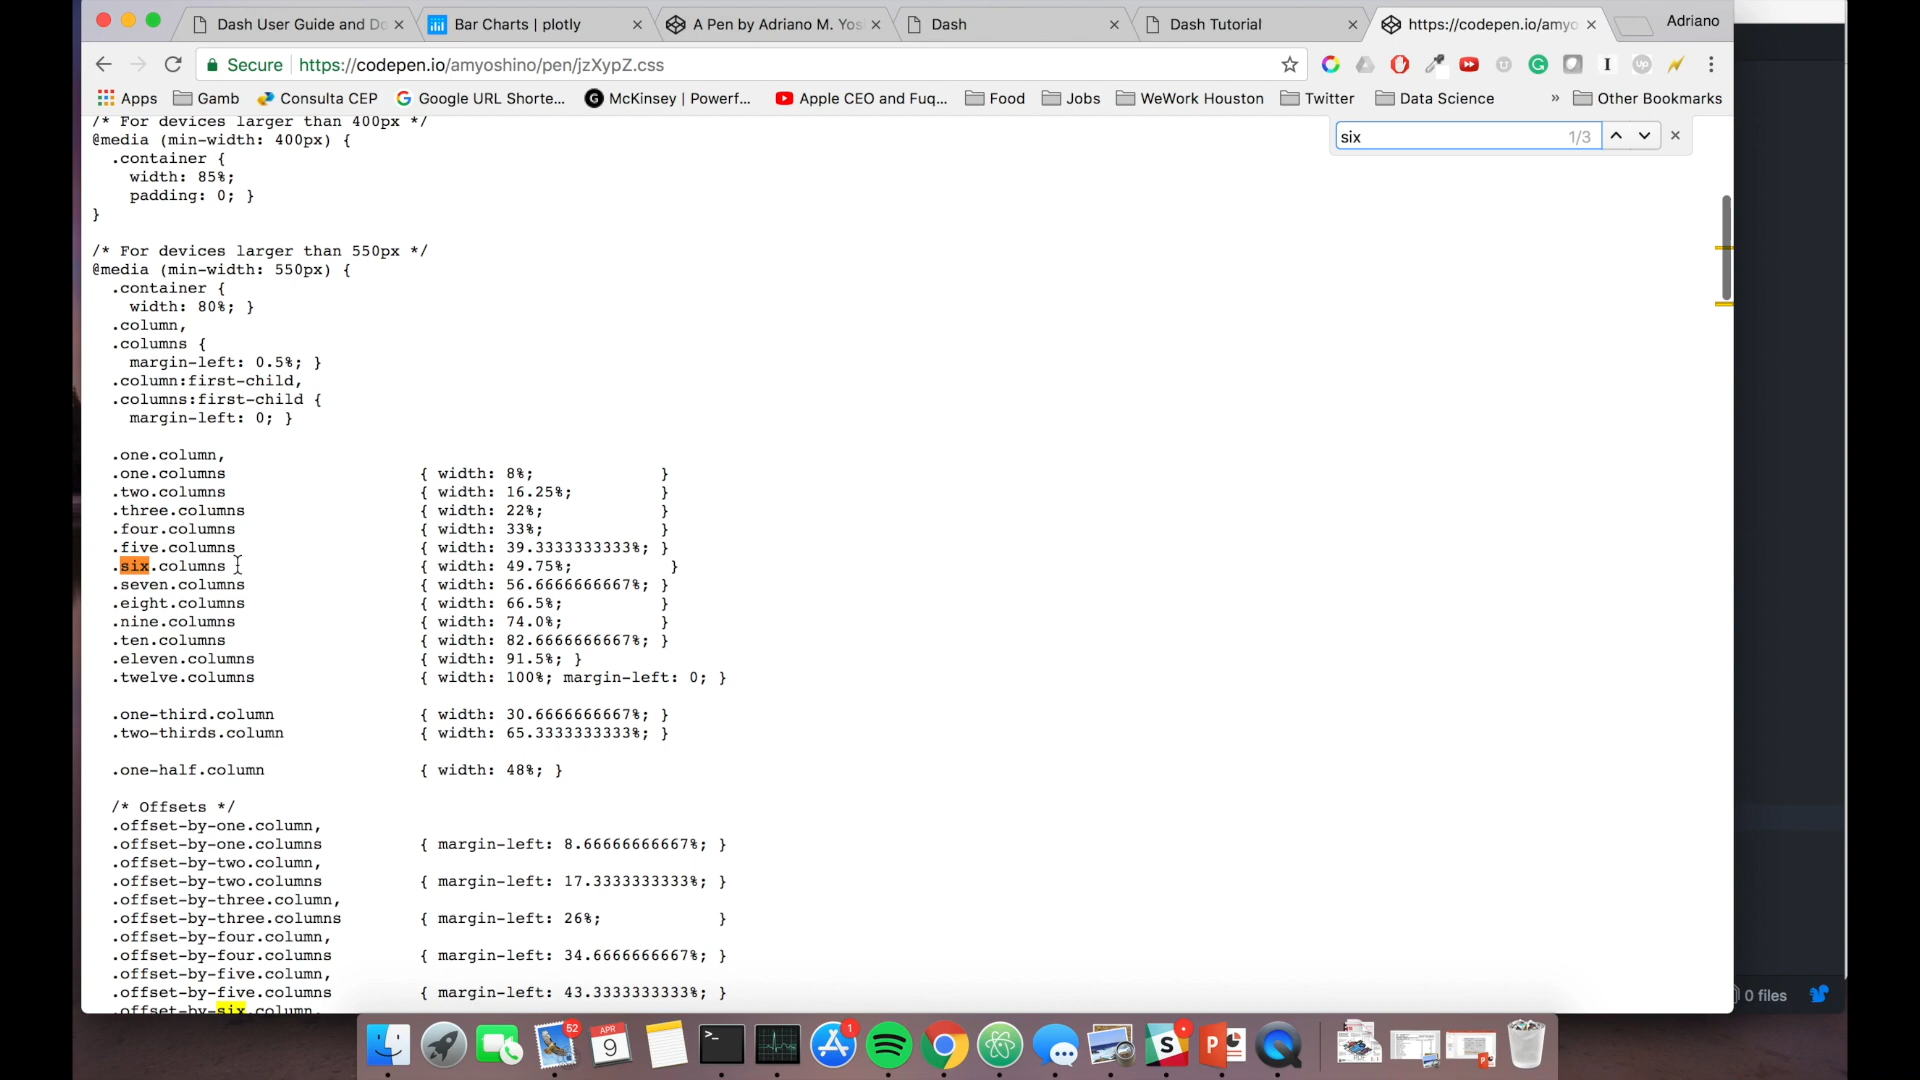 Dash User Guide and Do
Bar Charts | plotly
A Pen by Adriano M. Yos
Dash
Dash Tutorial
https://codepen.io/amyo
Adriano
Secure
https://codepen.io/amyoshino/pen/jzXypZ.css
Apps
Gamb
Consulta CEP
Google URL Shorte...
McKinsey | Powerf...
Apple CEO and Fuq...
Food
Jobs
WeWork Houston
Twitter
Data Science
»
Other Bookmarks
six
1/3
/* For devices larger than 400px */
@media (min-width: 400px) {
.container {
width: 85%;
padding: 0; }
}
/* For devices larger than 550px */
@media (min-width: 550px) {
.container {
width: 80%; }
.column,
.columns {
margin-left: 0.5%; }
.column:first-child,
.columns:first-child {
margin-left: 0; }
.one.column,
.one.columns { width: 8%; }
.two.columns { width: 16.25%; }
.three.columns { width: 22%; }
.four.columns { width: 33%; }
.five.columns { width: 39.3333333333%; }
.six.columns { width: 49.75%; }
.seven.columns { width: 56.6666666667%; }
.eight.columns { width: 66.5%; }
.nine.columns { width: 74.0%; }
.ten.columns { width: 82.6666666667%; }
.eleven.columns { width: 91.5%; }
.twelve.columns { width: 100%; margin-left: 0; }
.one-third.column { width: 30.6666666667%; }
.two-thirds.column { width: 65.3333333333%; }
.one-half.column { width: 48%; }
/* Offsets */
.offset-by-one.column,
.offset-by-one.columns { margin-left: 8.66666666667%; }
.offset-by-two.column,
.offset-by-two.columns { margin-left: 17.3333333333%; }
.offset-by-three.column,
.offset-by-three.columns { margin-left: 26%; }
.offset-by-four.column,
.offset-by-four.columns { margin-left: 34.6666666667%; }
.offset-by-five.column,
.offset-by-five.columns { margin-left: 43.3333333333%; }
.offset-by-six.column,
0 files
52
APR
9
1